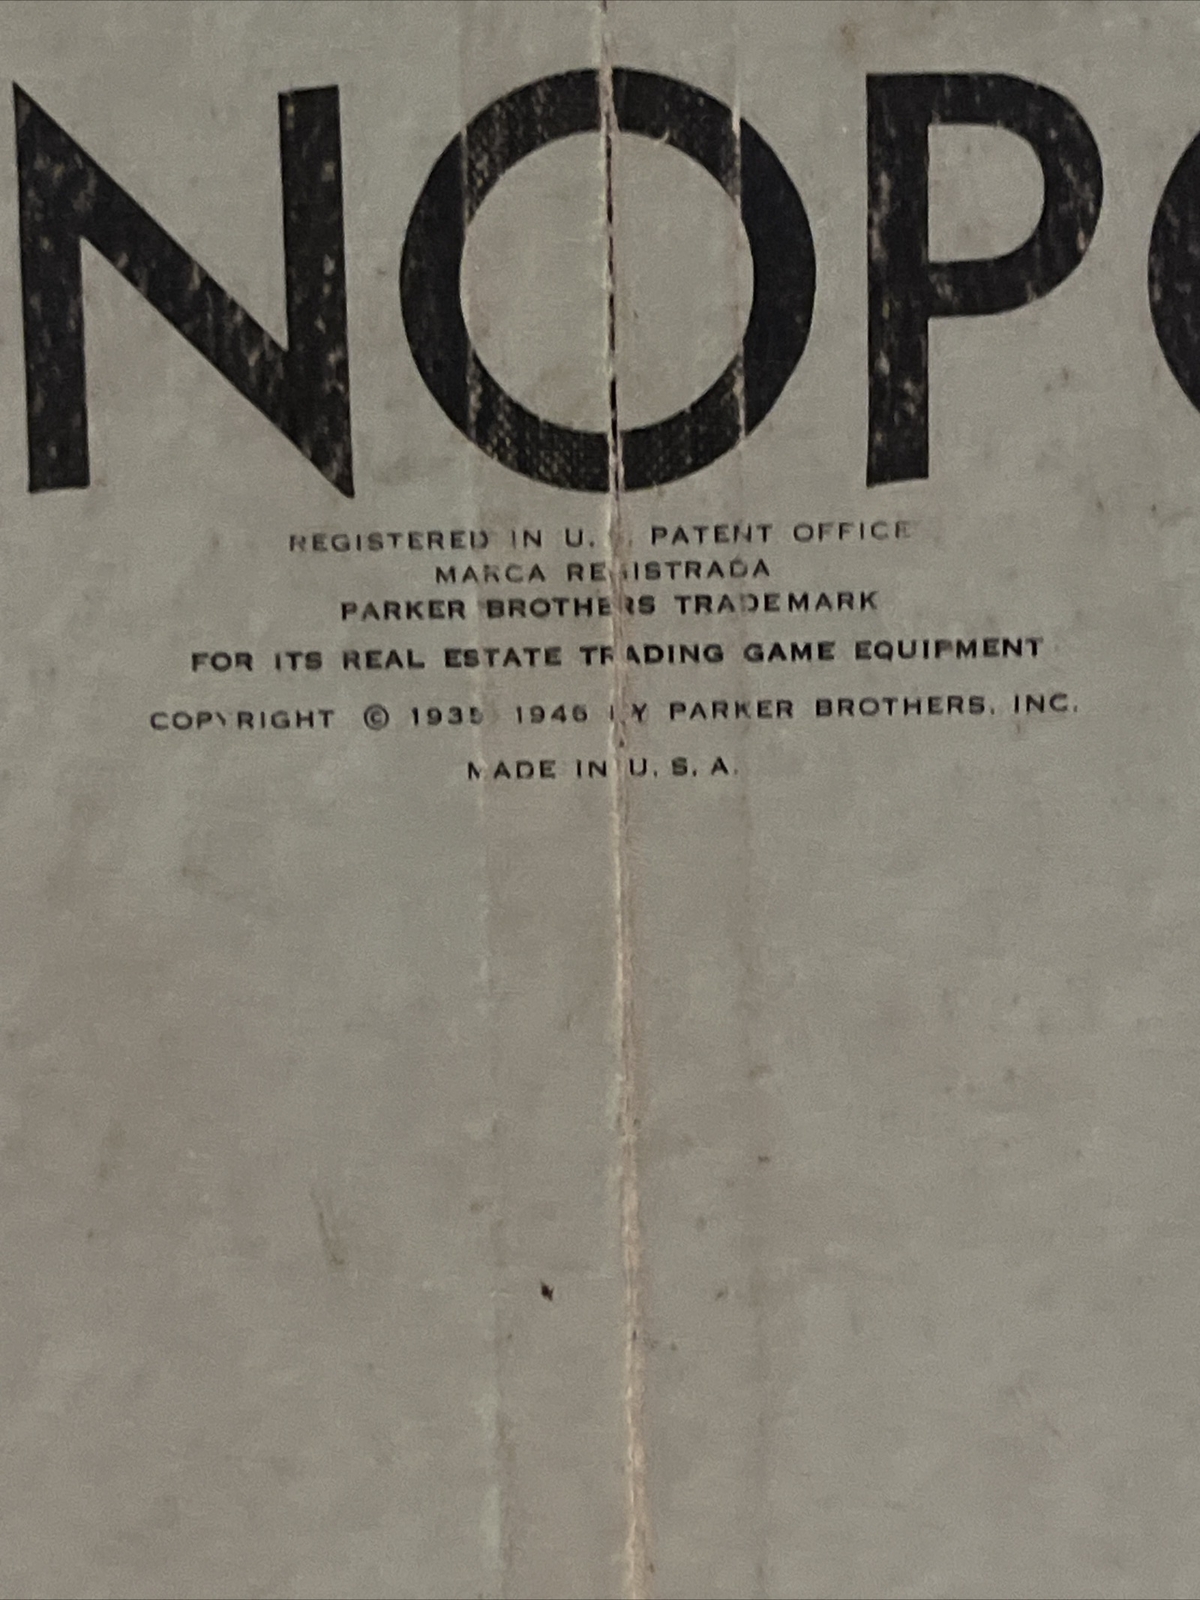 NOPO
REGISTERED IN U. S. PATENT OFFICE
MARCA REGISTRADA
PARKER BROTHERS TRADEMARK
FOR ITS REAL ESTATE TRADING GAME EQUIPMENT
COPYRIGHT © 1935 1946 BY PARKER BROTHERS, INC.
MADE IN U. S. A.